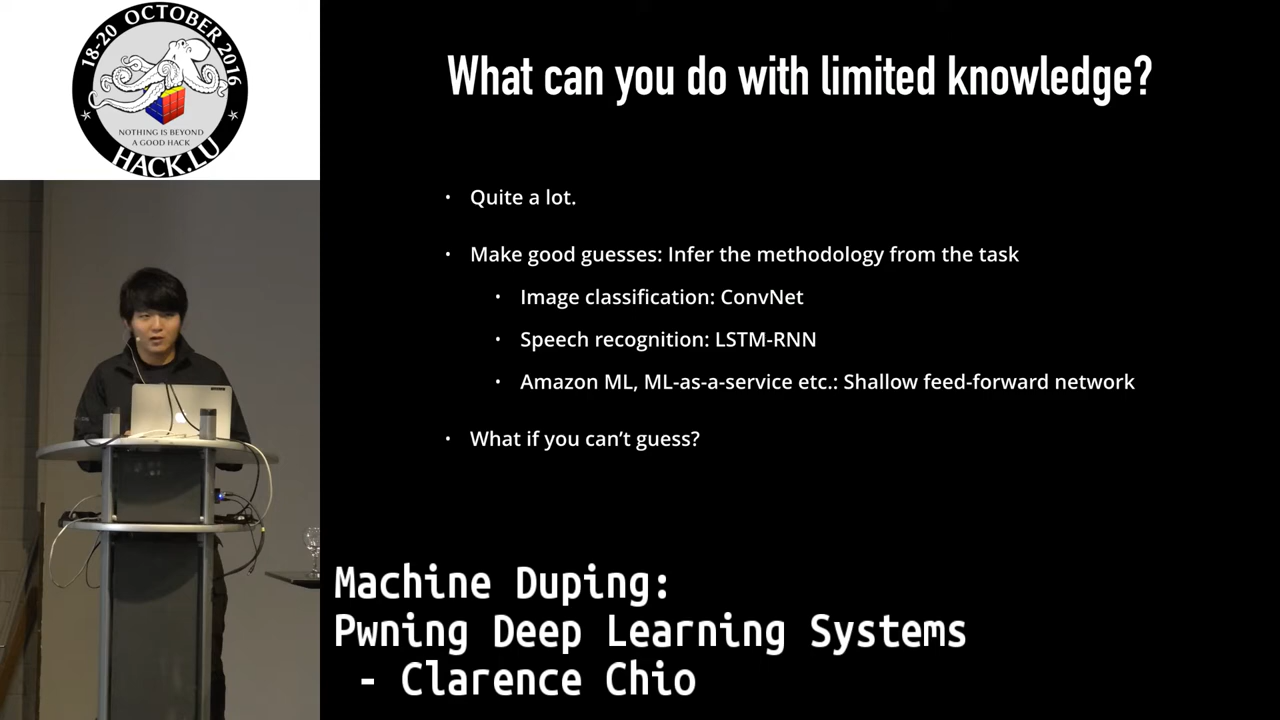 18-20 OCTOBER 2016
NOTHING IS BEYOND
A GOOD HACK
HACK.LU
What can you do with limited knowledge?
• Quite a lot.
• Make good guesses: Infer the methodology from the task
• Image classification: ConvNet
• Speech recognition: LSTM-RNN
• Amazon ML, ML-as-a-service etc.: Shallow feed-forward network
• What if you can’t guess?
Machine Duping:
Pwning Deep Learning Systems
- Clarence Chio